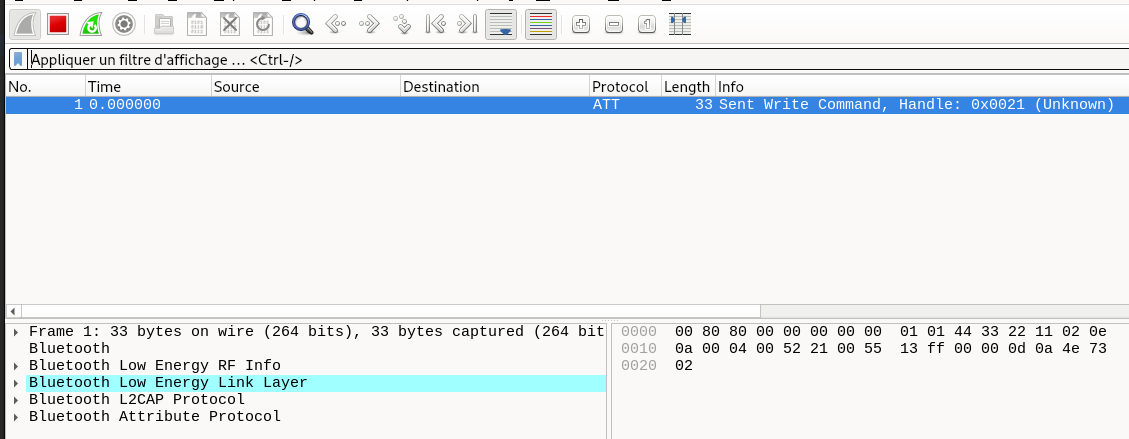 Appliquer un filtre d'affichage … <Ctrl-/>
No. Time Source Destination Protocol Length Info
1 0.000000 ATT 33 Sent Write Command, Handle: 0x0021 (Unknown)
Frame 1: 33 bytes on wire (264 bits), 33 bytes captured (264 bit
Bluetooth
Bluetooth Low Energy RF Info
Bluetooth Low Energy Link Layer
Bluetooth L2CAP Protocol
Bluetooth Attribute Protocol
0000 00 80 80 00 00 00 00 00 01 01 44 33 22 11 02 0e
0010 0a 00 04 00 52 21 00 55 13 ff 00 00 0d 0a 4e 73
0020 02